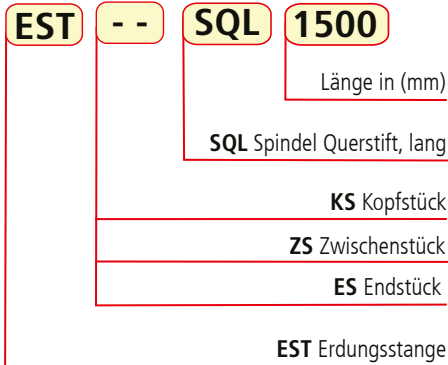 EST - - SQL 1500
Länge in (mm)
SQL Spindel Querstift, lang
KS Kopfstück
ZS Zwischenstück
ES Endstück
EST Erdungsstange